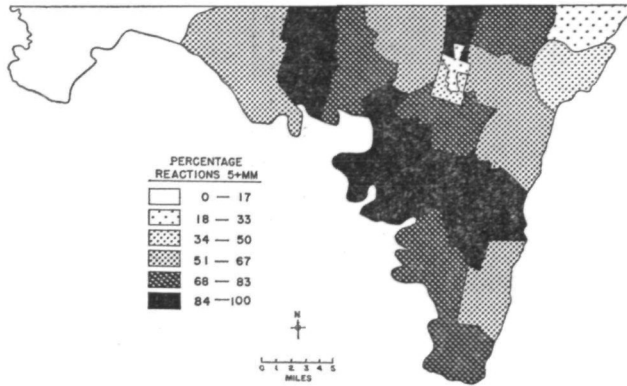 PERCENTAGE
REACTIONS 5+MM
0 — 17
18 — 33
34 — 50
51 — 67
68 — 83
84 — 100
N
0 1 2 3 4 5
MILES